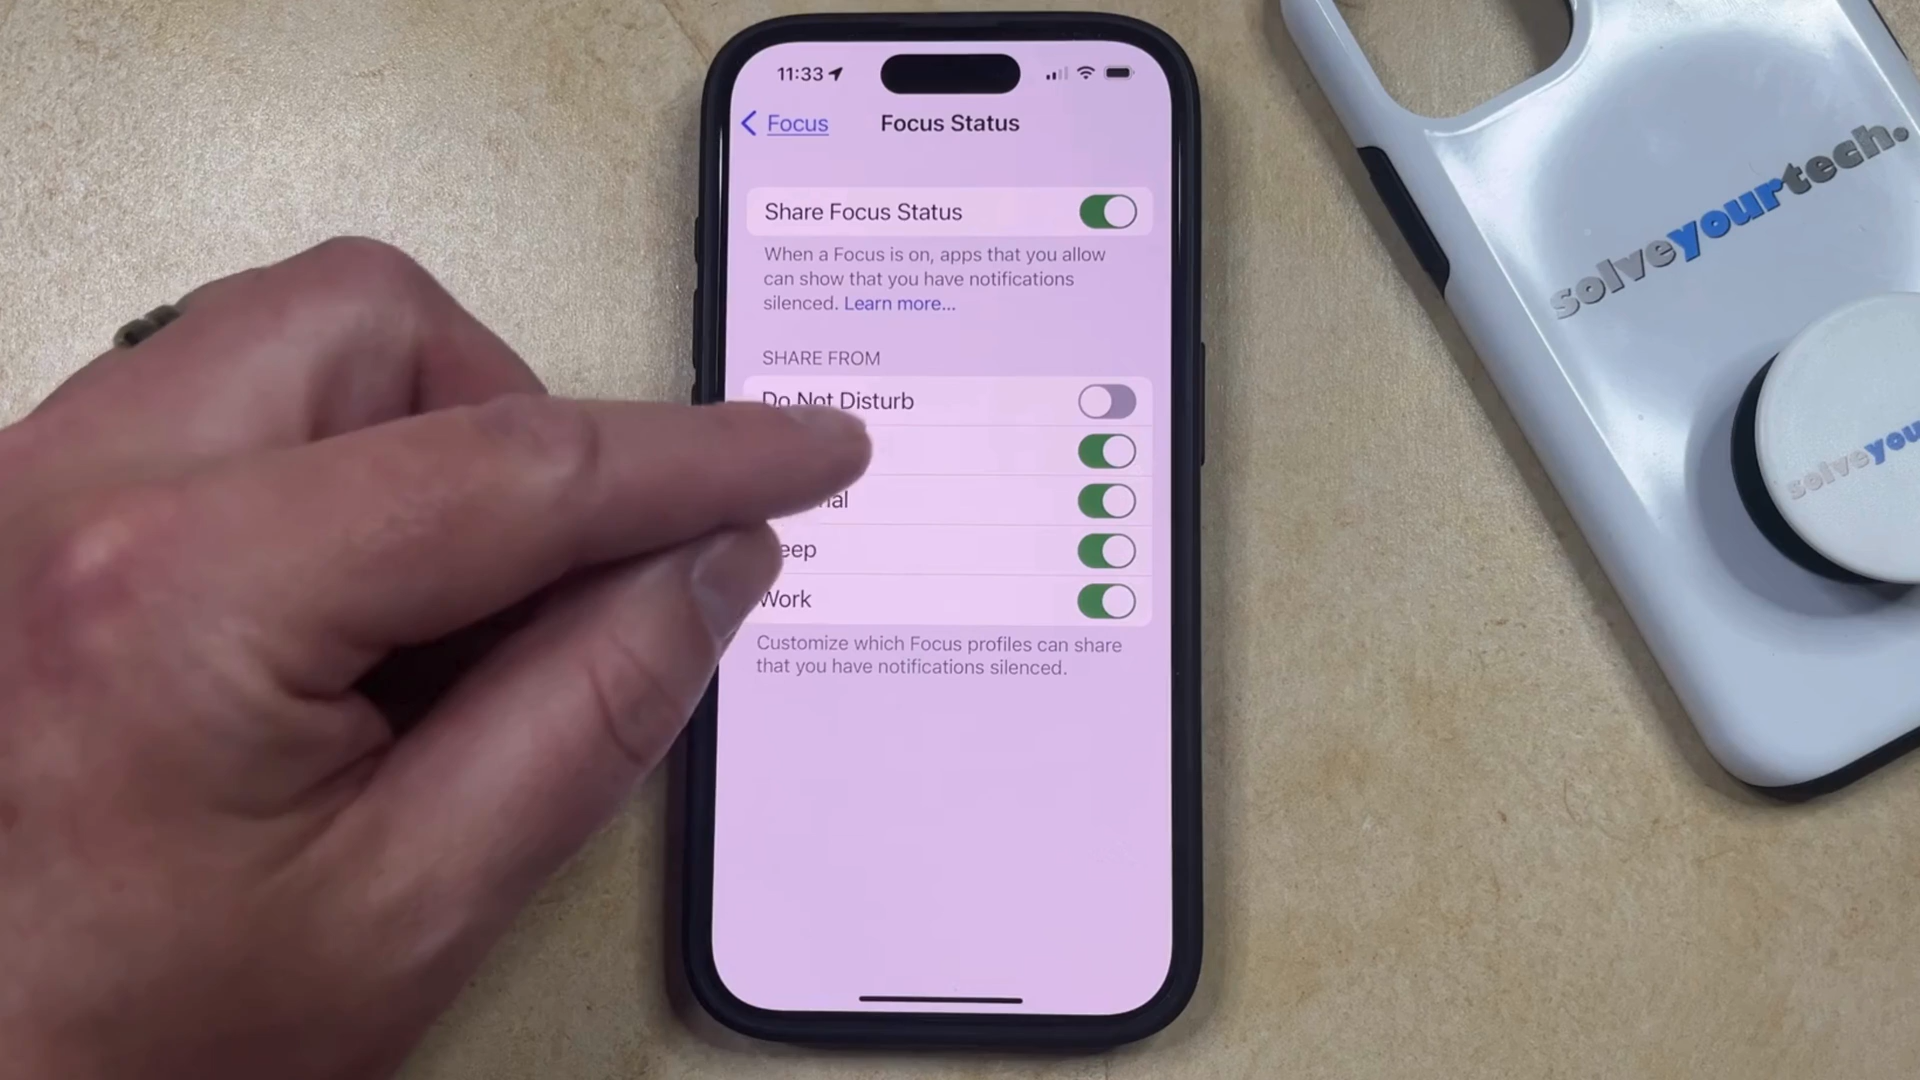 11:33
Focus
Focus Status
Share Focus Status
When a Focus is on, apps that you allow
can show that you have notifications
silenced. Learn more...
SHARE FROM
Do Not Disturb
Work
Customize which Focus profiles can share
that you have notifications silenced.
solveyourtech.
solveyou